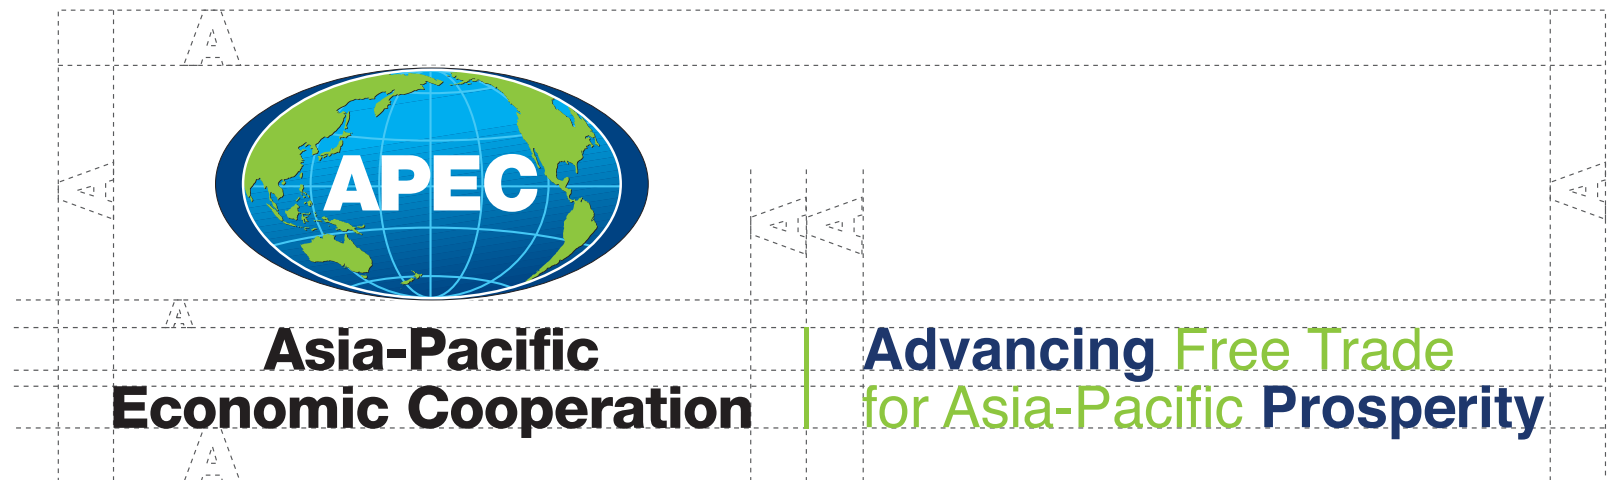 A
A
APEC
A
A
A
A
A
Asia-Pacific
Economic Cooperation
Advancing Free Trade
for Asia-Pacific Prosperity
A